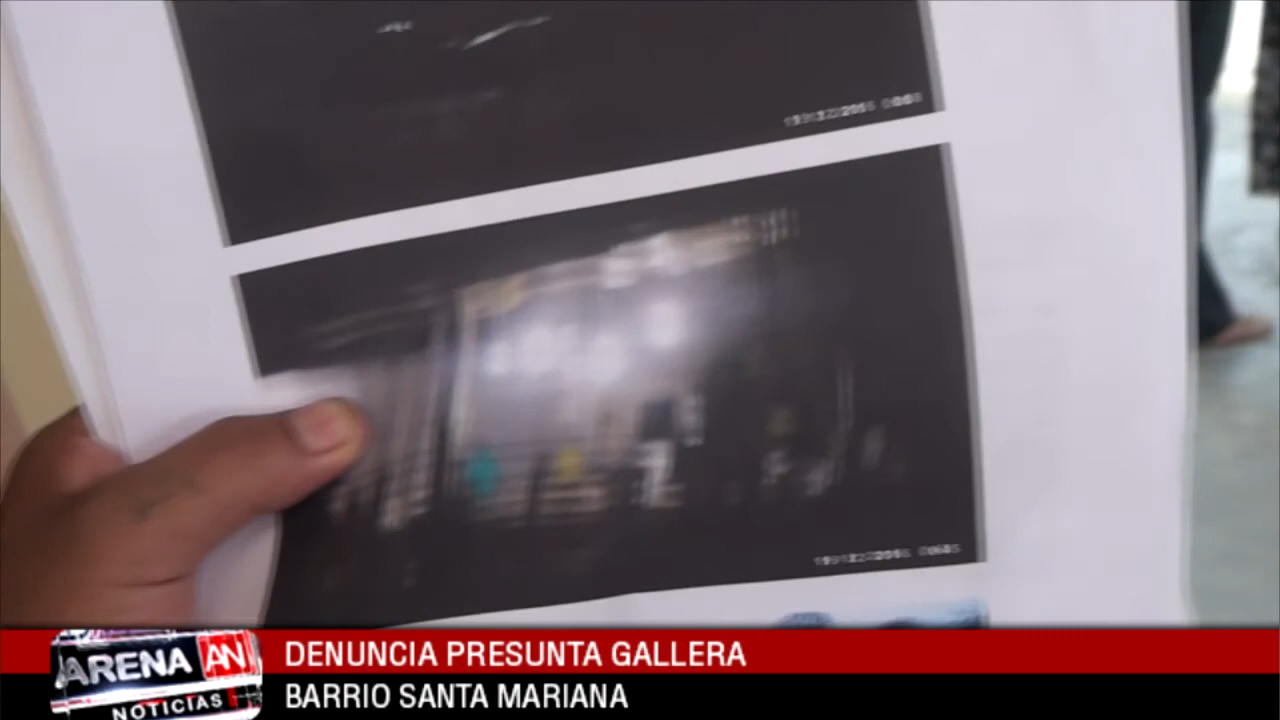 ARENA AN
NOTICIAS
DENUNCIA PRESUNTA GALLERA
BARRIO SANTA MARIANA